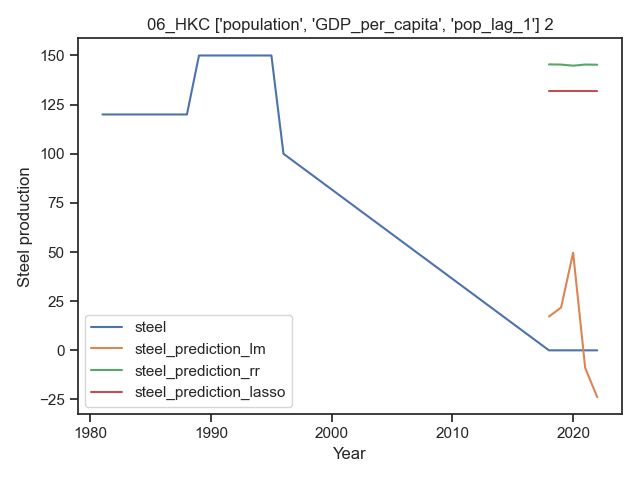 06_HKC ['population', 'GDP_per_capita', 'pop_lag_1'] 2
150
125
100
75
50
25
0
−25
Steel production
steel
steel_prediction_lm
steel_prediction_rr
steel_prediction_lasso
1980
1990
2000
2010
2020
Year